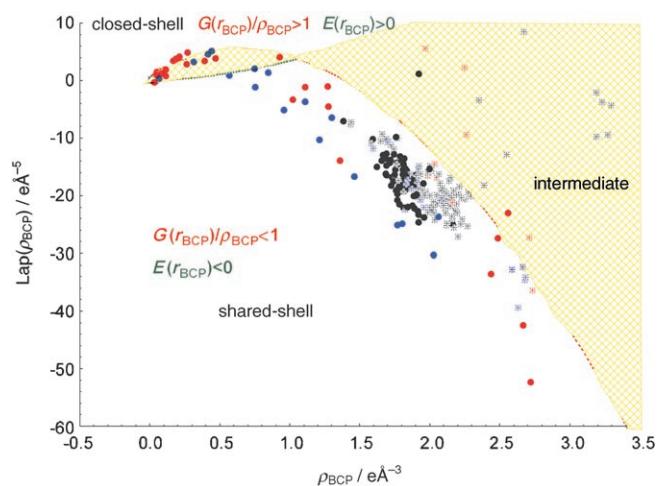 closed-shell G(rBCP)/ρBCP>1 E(rBCP)>0
10
0
-10
-20
-30
-40
-50
-60
Lap(ρBCP) / eÅ⁻⁵
intermediate
G(rBCP)/ρBCP<1
E(rBCP)<0
shared-shell
-0.5 0.0 0.5 1.0 1.5 2.0 2.5 3.0 3.5
ρBCP / eÅ⁻³